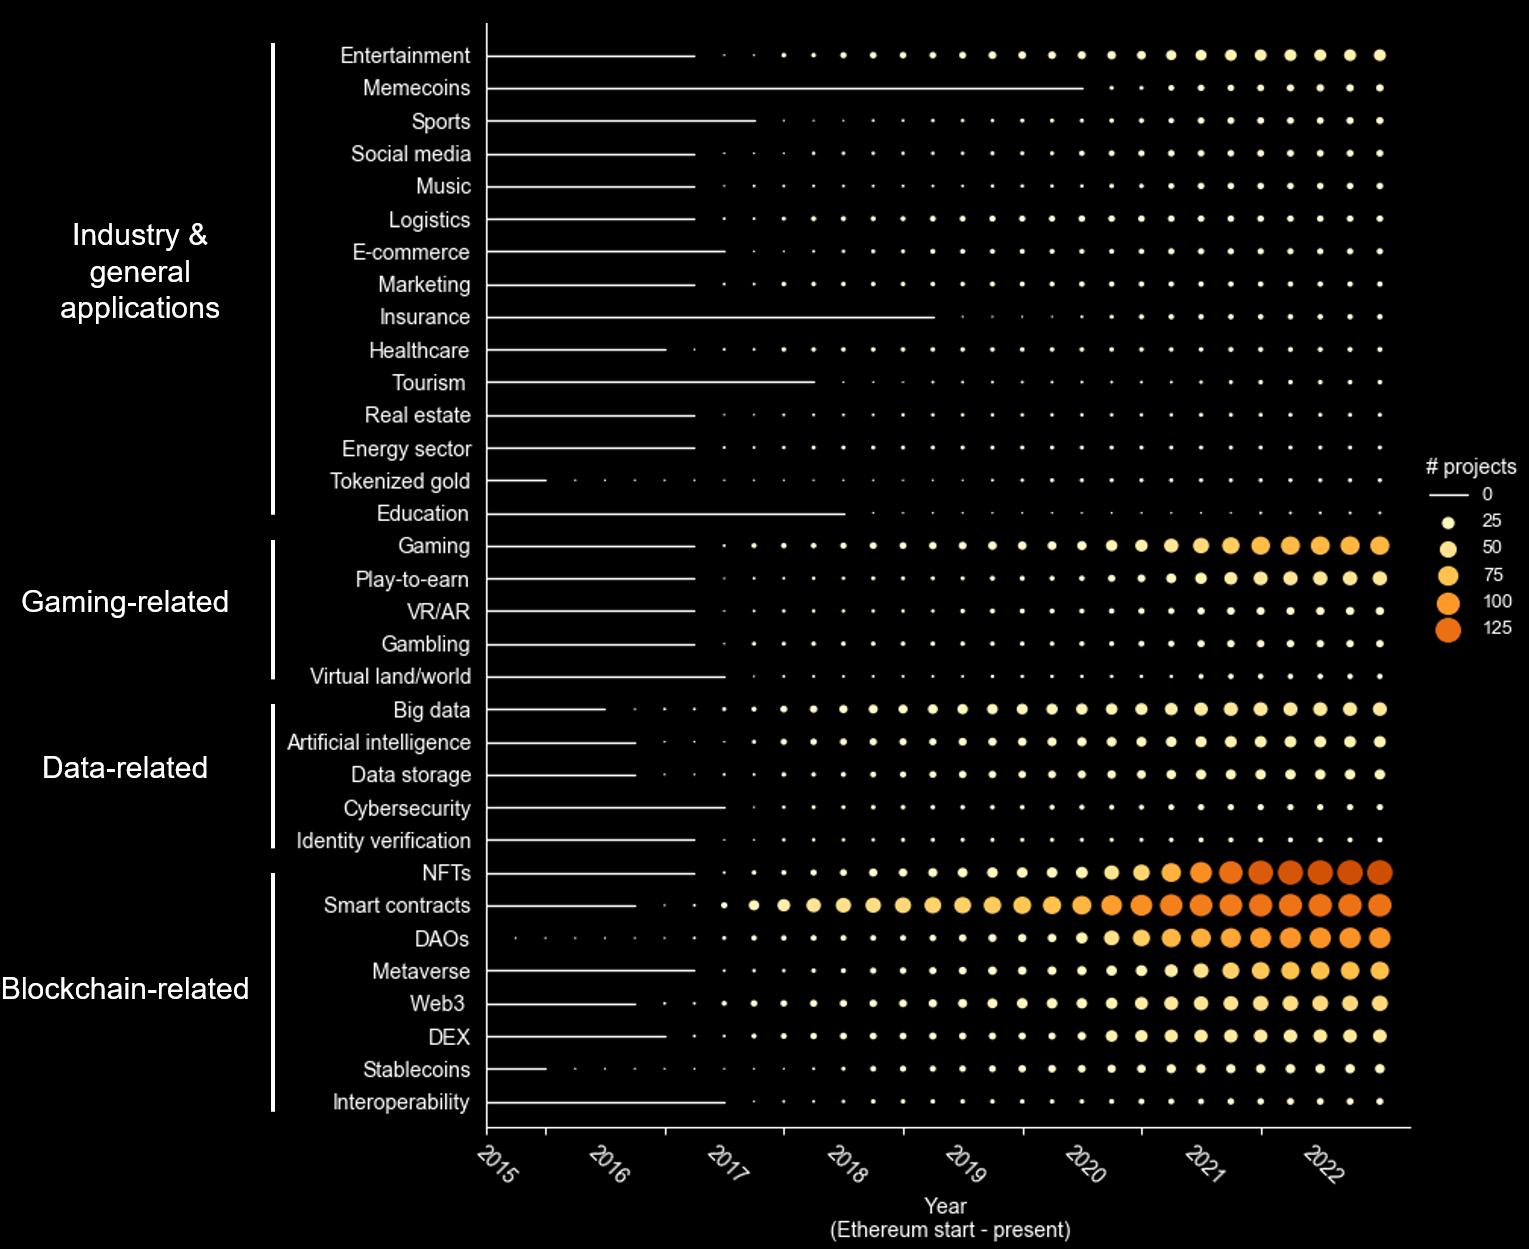 Industry &
general
applications
Entertainment
Memecoins
Sports
Social media
Music
Logistics
E-commerce
Marketing
Insurance
Healthcare
Tourism
Real estate
Energy sector
Tokenized gold
Education
Gaming-related
Gaming
Play-to-earn
VR/AR
Gambling
Virtual land/world
Data-related
Big data
Artificial intelligence
Data storage
Cybersecurity
Identity verification
Blockchain-related
NFTs
Smart contracts
DAOs
Metaverse
Web3
DEX
Stablecoins
Interoperability
# projects
0
25
50
75
100
125
2015 2016 2017 2018 2019 2020 2021 2022
Year
(Ethereum start - present)